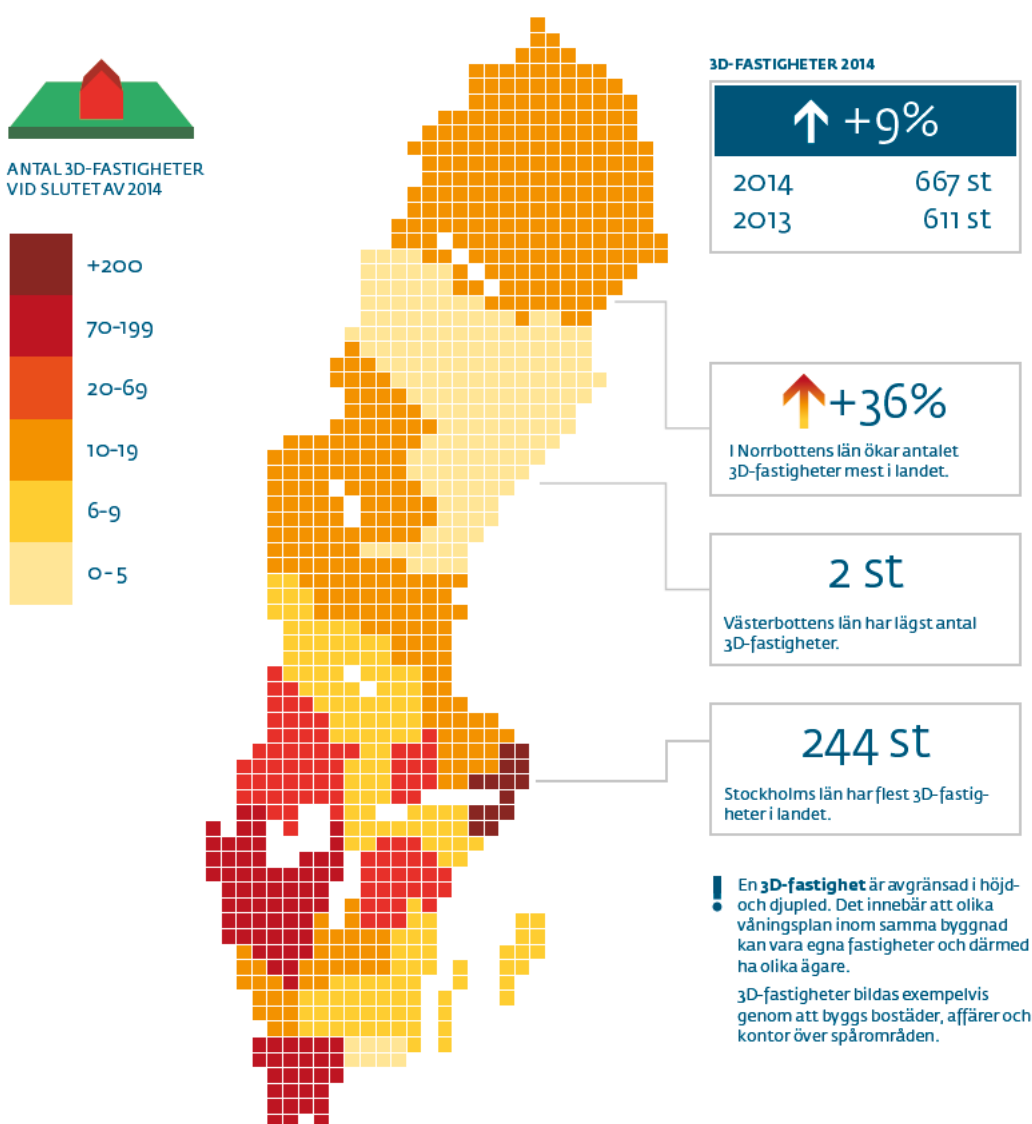 ANTAL 3D-FASTIGHETER
VID SLUTET AV 2014
+200
70-199
20-69
10-19
6-9
0-5
3D-FASTIGHETER 2014
+9%
2014 667 st
2013 611 st
+36%
I Norrbottens län ökar antalet
3D-fastigheter mest i landet.
2 st
Västerbottens län har lägst antal
3D-fastigheter.
244 st
Stockholms län har flest 3D-fastig-
heter i landet.
! En 3D-fastighet är avgränsad i höjd-
och djupled. Det innebär att olika
våningsplan inom samma byggnad
kan vara egna fastigheter och därmed
ha olika ägare.
3D-fastigheter bildas exempelvis
genom att byggs bostäder, affärer och
kontor över spårområden.